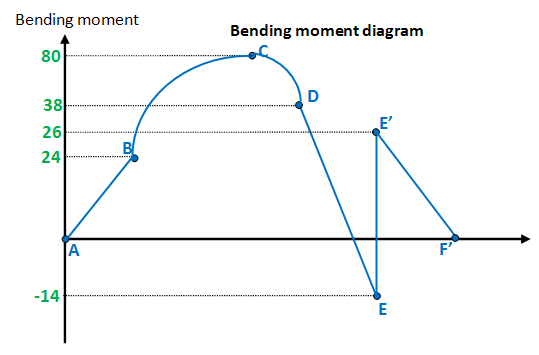 Bending moment
Bending moment diagram
80
C
38
D
26
E’
24
B
A
F’
-14
E